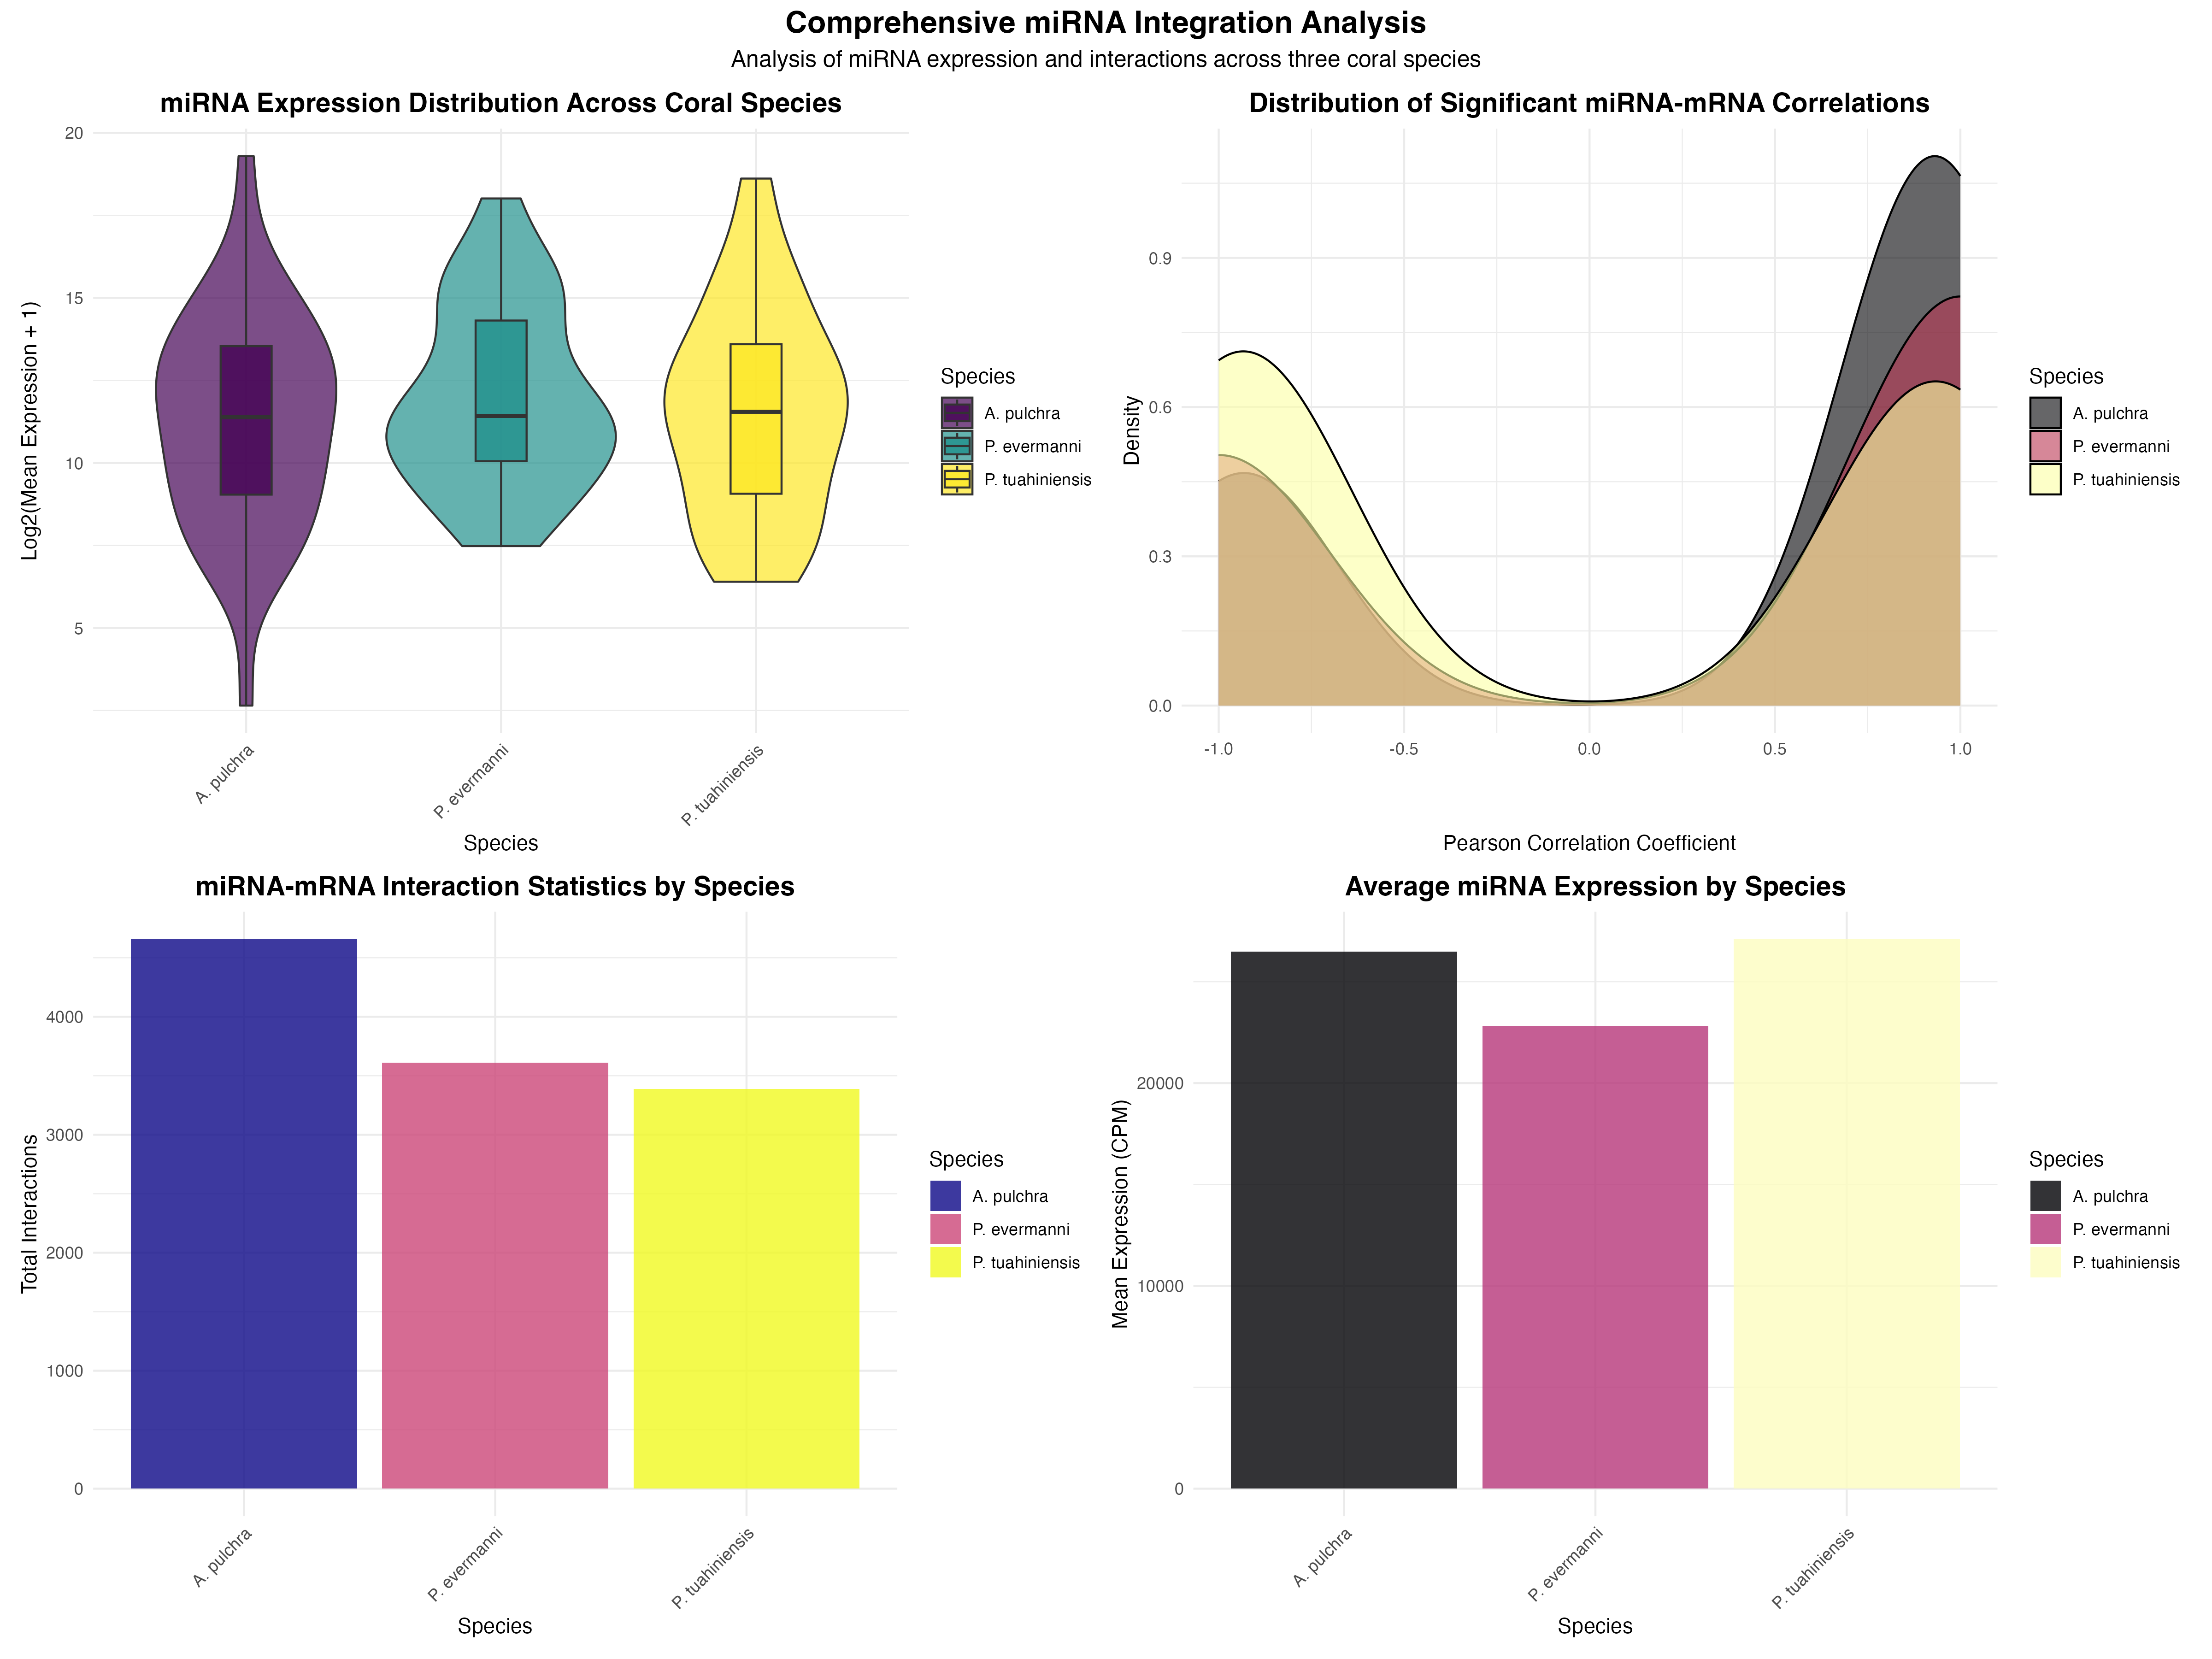 Comprehensive miRNA Integration Analysis
Analysis of miRNA expression and interactions across three coral species
miRNA Expression Distribution Across Coral Species
Log2(Mean Expression + 1)
20
15
10
5
A. pulchra
P. evermanni
P. tuahiniensis
Species
Species
A. pulchra
P. evermanni
P. tuahiniensis
Distribution of Significant miRNA-mRNA Correlations
Density
0.9
0.6
0.3
0.0
-1.0
-0.5
0.0
0.5
1.0
Pearson Correlation Coefficient
Species
A. pulchra
P. evermanni
P. tuahiniensis
miRNA-mRNA Interaction Statistics by Species
Total Interactions
4000
3000
2000
1000
0
A. pulchra
P. evermanni
P. tuahiniensis
Species
Species
A. pulchra
P. evermanni
P. tuahiniensis
Average miRNA Expression by Species
Mean Expression (CPM)
20000
10000
0
A. pulchra
P. evermanni
P. tuahiniensis
Species
Species
A. pulchra
P. evermanni
P. tuahiniensis